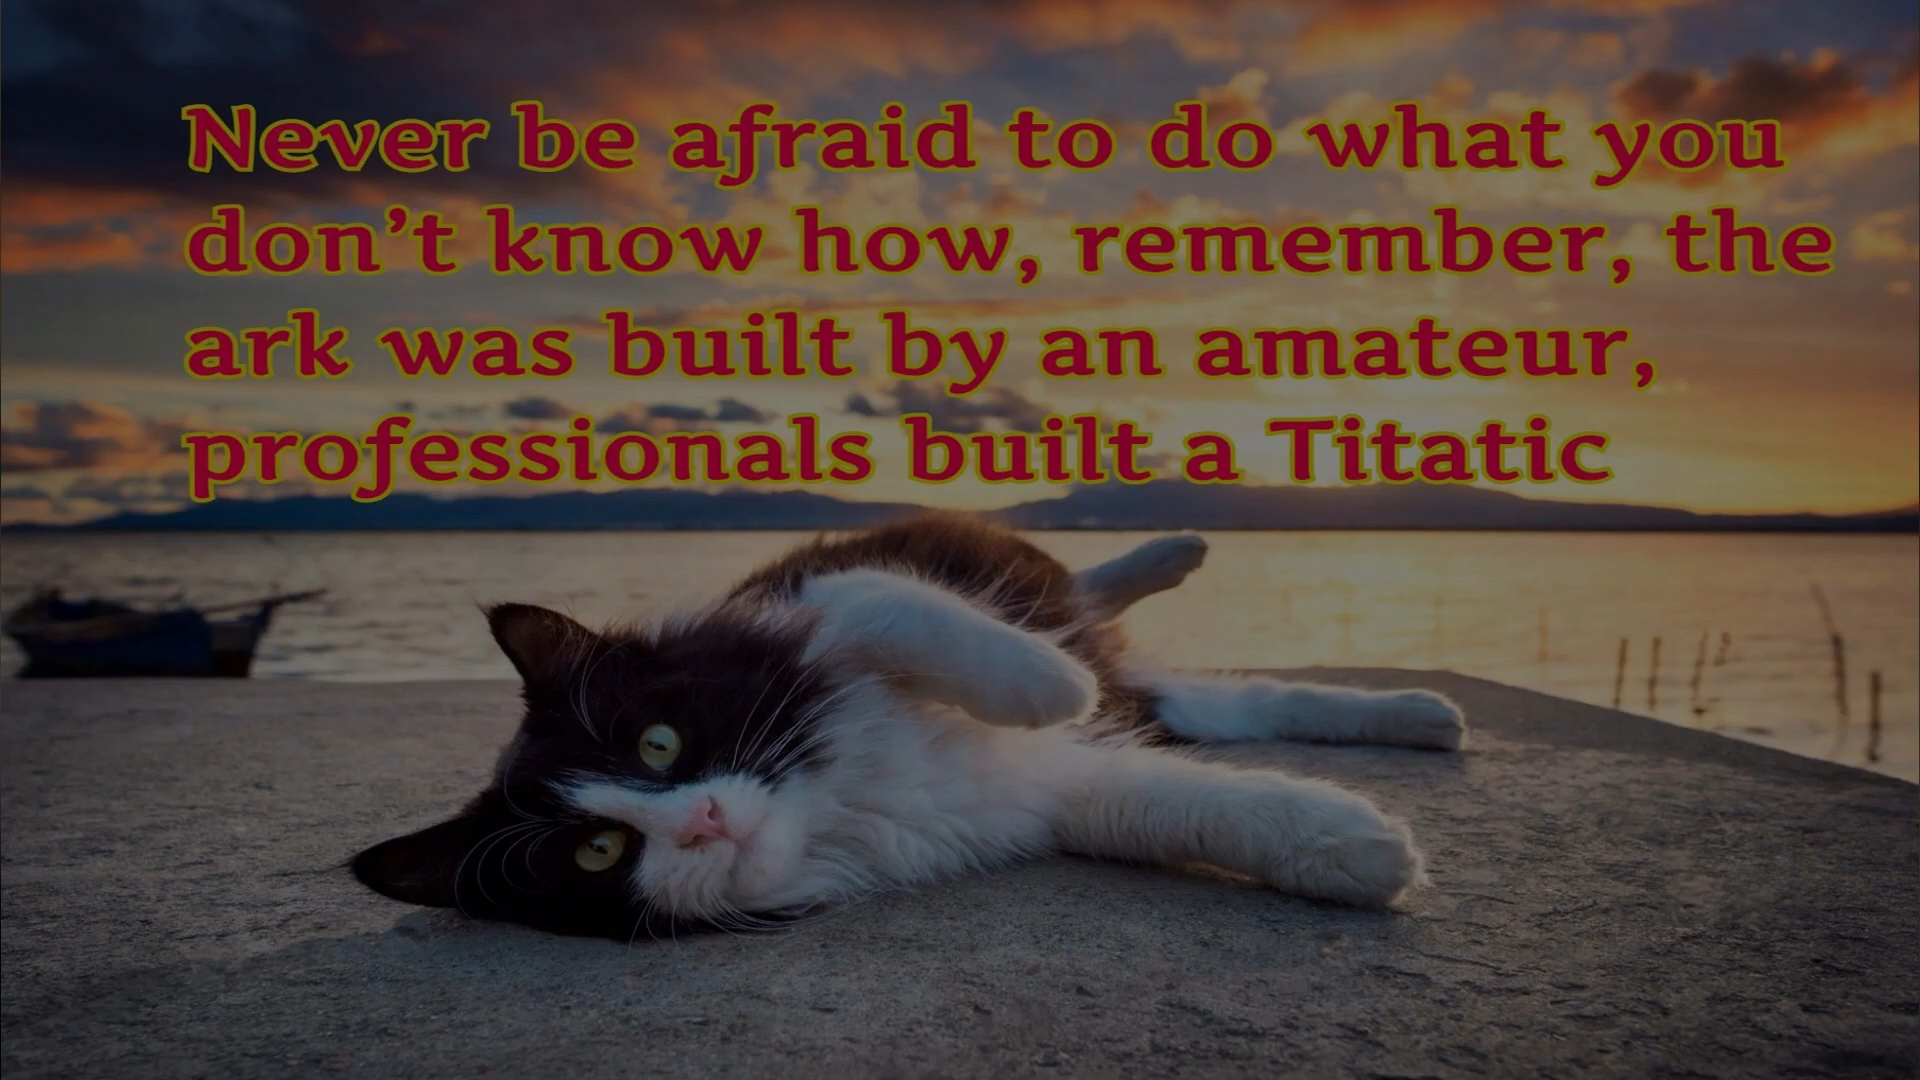 Never be afraid to do what you
don’t know how, remember, the
ark was built by an amateur,
professionals built a Titatic